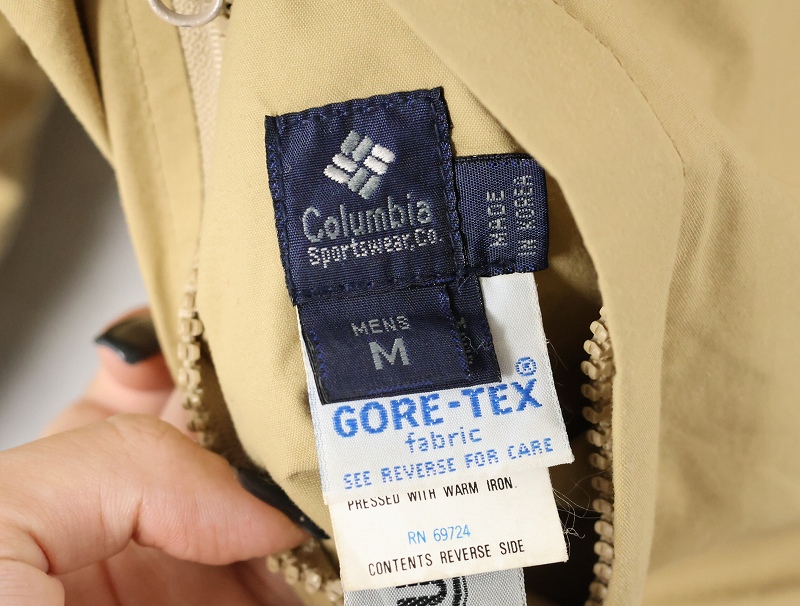 Columbia
Sportswear Co.
MADE
IN KOREA
MENS
M
GORE-TEX®
fabric
SEE REVERSE FOR CARE
PRESSED WITH WARM IRON.
RN 69724
CONTENTS REVERSE SIDE